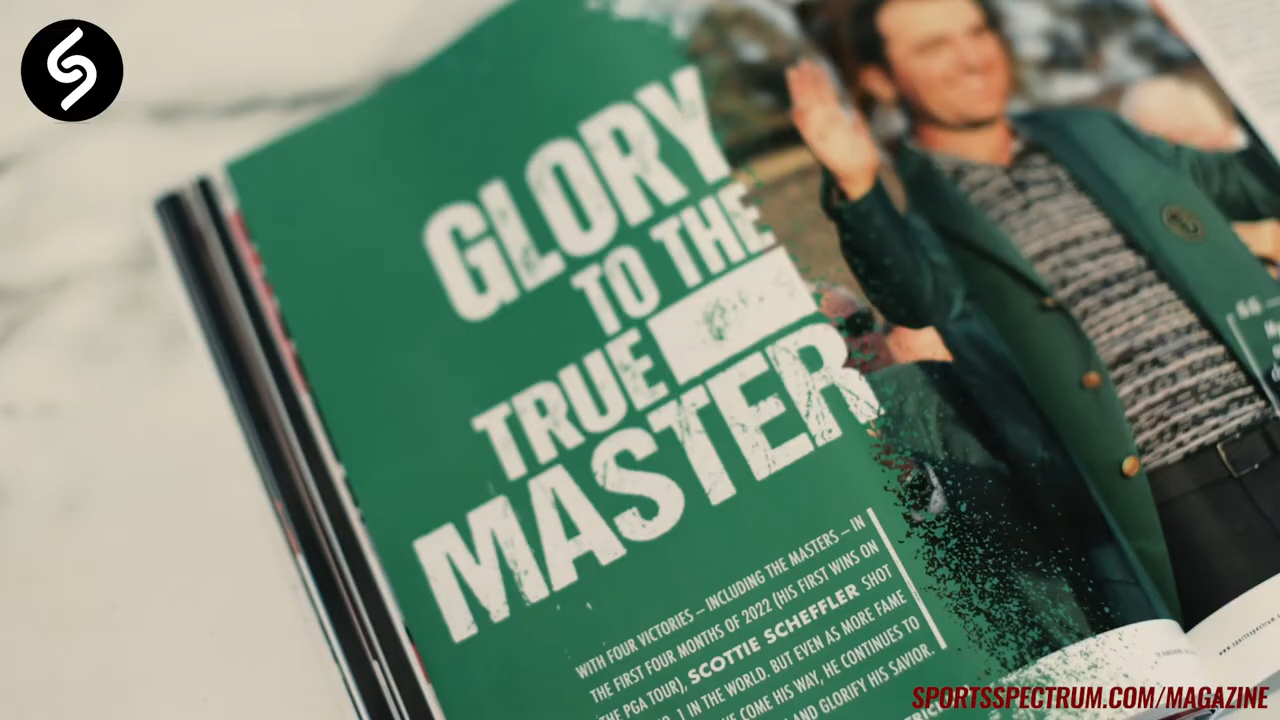 GLORY
TO THE
TRUE
MASTER
WITH FOUR VICTORIES — INCLUDING THE MASTERS — IN
THE FIRST FOUR MONTHS OF 2022 (HIS FIRST WINS ON
THE PGA TOUR), SCOTTIE SCHEFFLER SHOT
1 IN THE WORLD. BUT EVEN AS MORE FAME
COME HIS WAY, HE CONTINUES TO
AND GLORIFY HIS SAVIOR.
SPORTSSPECTRUM.COM/MAGAZINE